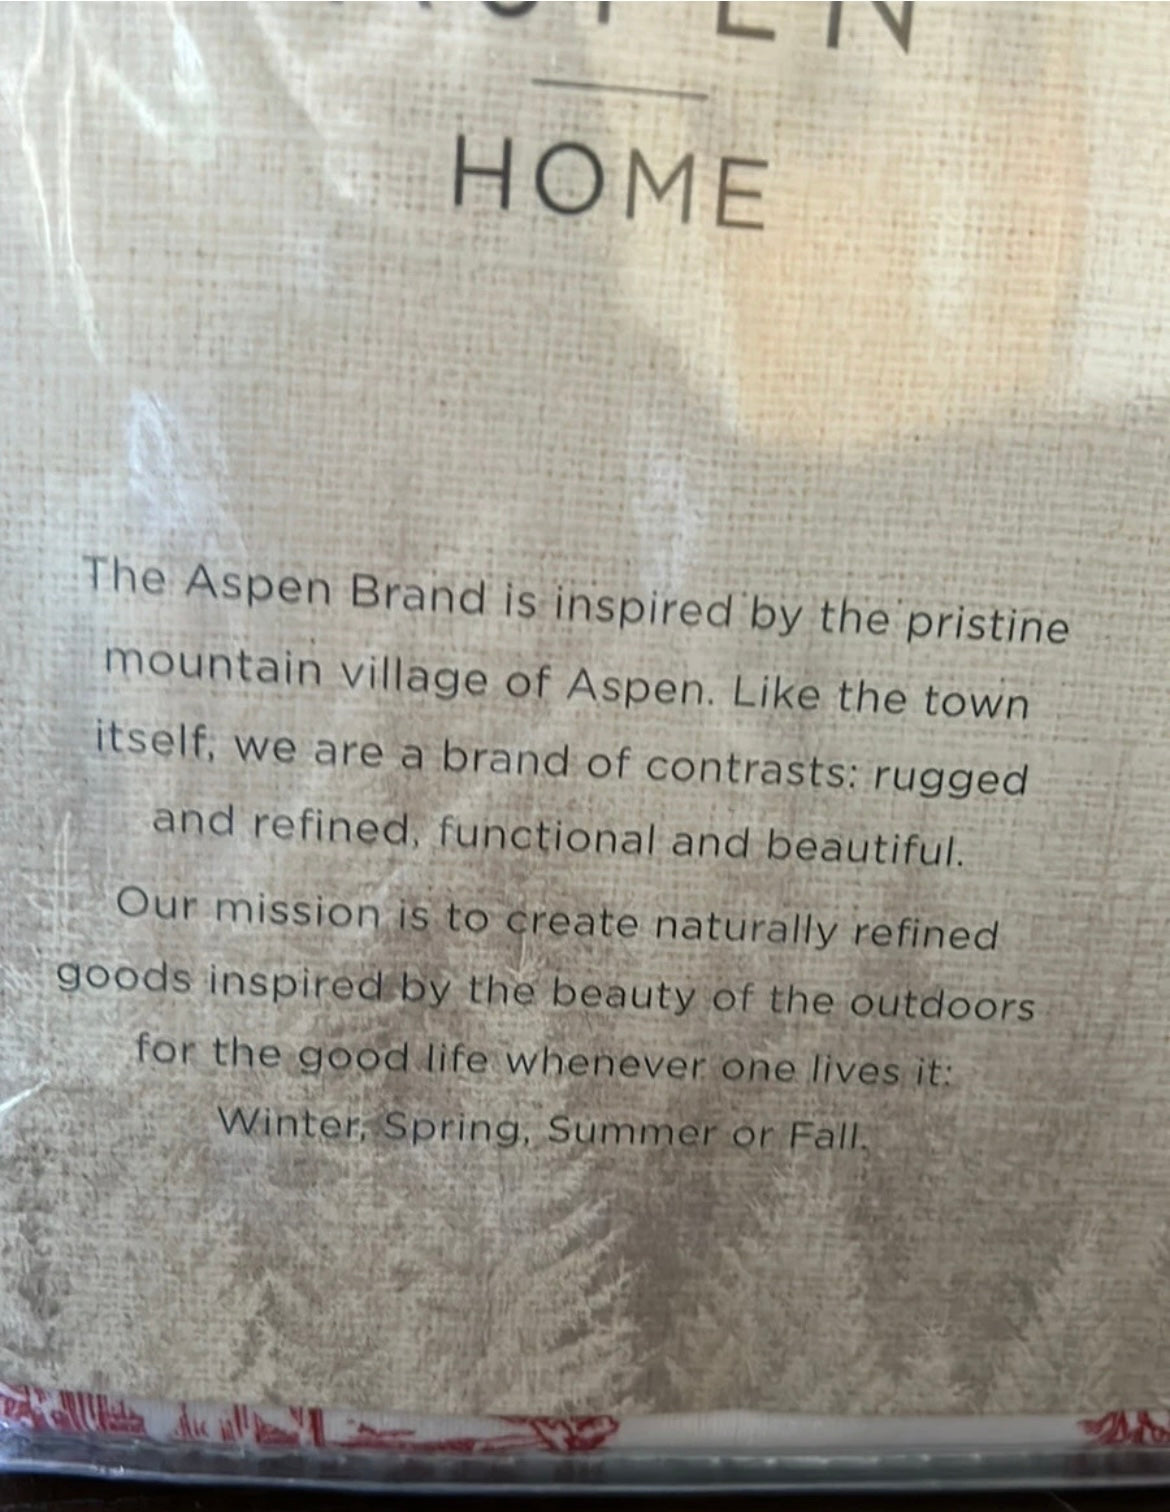 ASPEN
HOME
The Aspen Brand is inspired by the pristine
mountain village of Aspen. Like the town
itself, we are a brand of contrasts: rugged
and refined, functional and beautiful.
Our mission is to create naturally refined
goods inspired by the beauty of the outdoors
for the good life whenever one lives it:
Winter, Spring, Summer or Fall.